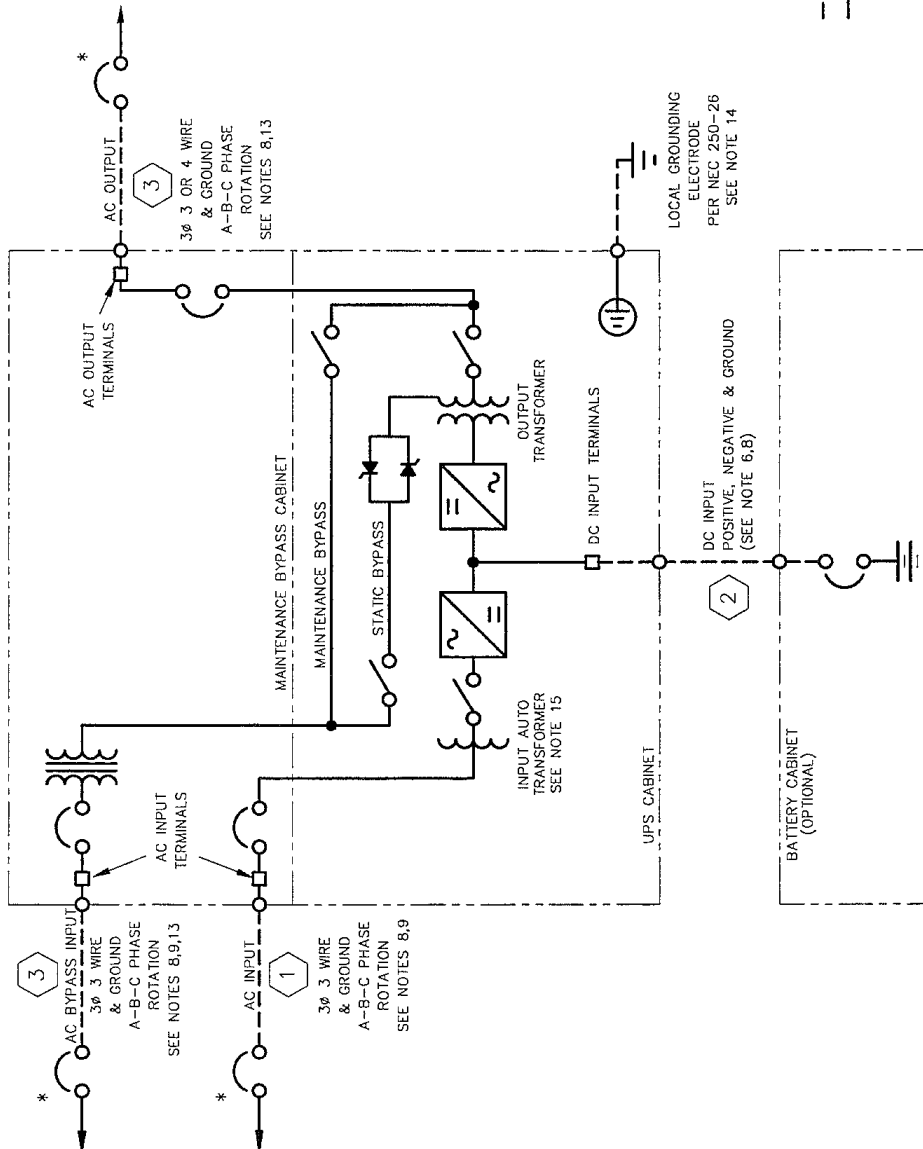 AC BYPASS INPUT
3
3ø 3 WIRE
& GROUND
A-B-C PHASE
ROTATION
SEE NOTES 8,9,13
*
AC INPUT
1
3ø 3 WIRE
& GROUND
A-B-C PHASE
ROTATION
SEE NOTES 8,9
*
AC INPUT
TERMINALS
AC OUTPUT
TERMINALS
AC OUTPUT
3
3ø 3 OR 4 WIRE
& GROUND
A-B-C PHASE
ROTATION
SEE NOTES 8,13
*
MAINTENANCE BYPASS CABINET
MAINTENANCE BYPASS
STATIC BYPASS
INPUT AUTO
TRANSFORMER
SEE NOTE 15
OUTPUT
TRANSFORMER
DC INPUT TERMINALS
UPS CABINET
LOCAL GROUNDING
ELECTRODE
PER NEC 250-26
SEE NOTE 14
2
DC INPUT
POSITIVE, NEGATIVE & GROUND
(SEE NOTE 6,8)
BATTERY CABINET
(OPTIONAL)